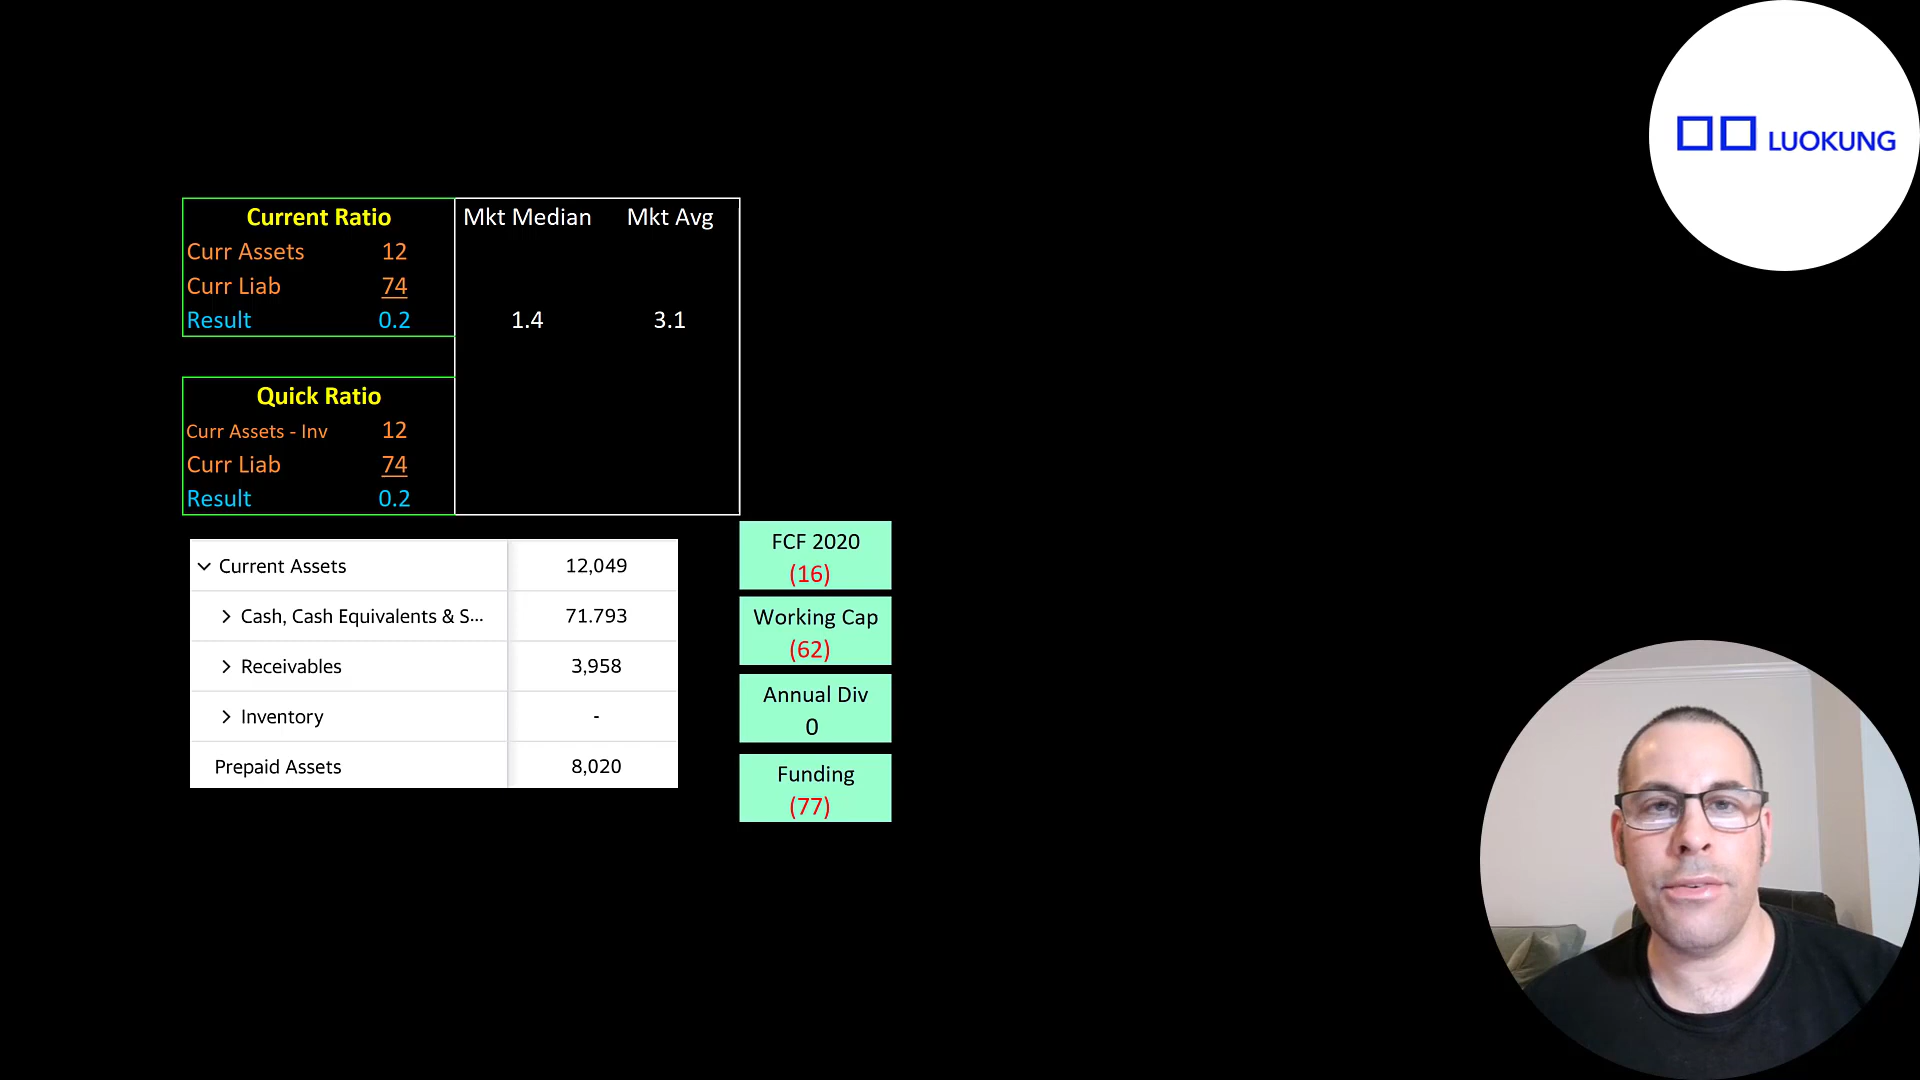 LUOKUNG
Current Ratio
Curr Assets 12
Curr Liab 74
Result 0.2
Mkt Median Mkt Avg
1.4 3.1
Quick Ratio
Curr Assets - Inv 12
Curr Liab 74
Result 0.2
Current Assets 12,049
Cash, Cash Equivalents & S... 71.793
Receivables 3,958
Inventory -
Prepaid Assets 8,020
FCF 2020
(16)
Working Cap
(62)
Annual Div
0
Funding
(77)